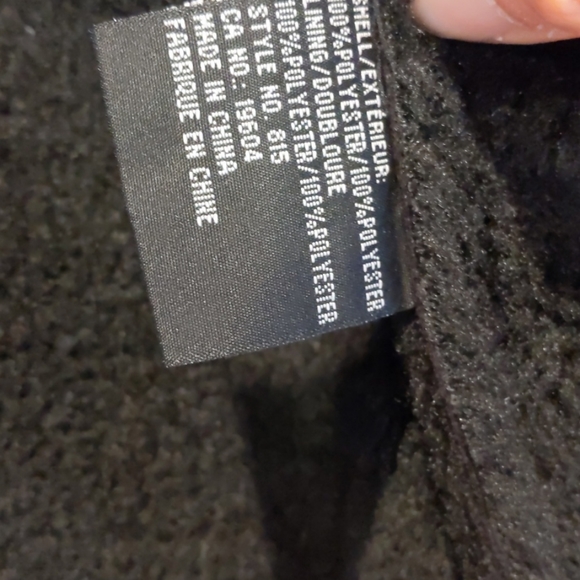 SHELL/EXTÉRIEUR:
100%POLYESTER/100%POLYESTER
LINING/DOUBLOURE
100%POLYESTER/100%POLYESTER
STYLE NO. 815
CA NO.: 19604
MADE IN CHINA
FABRIQUE EN CHINE